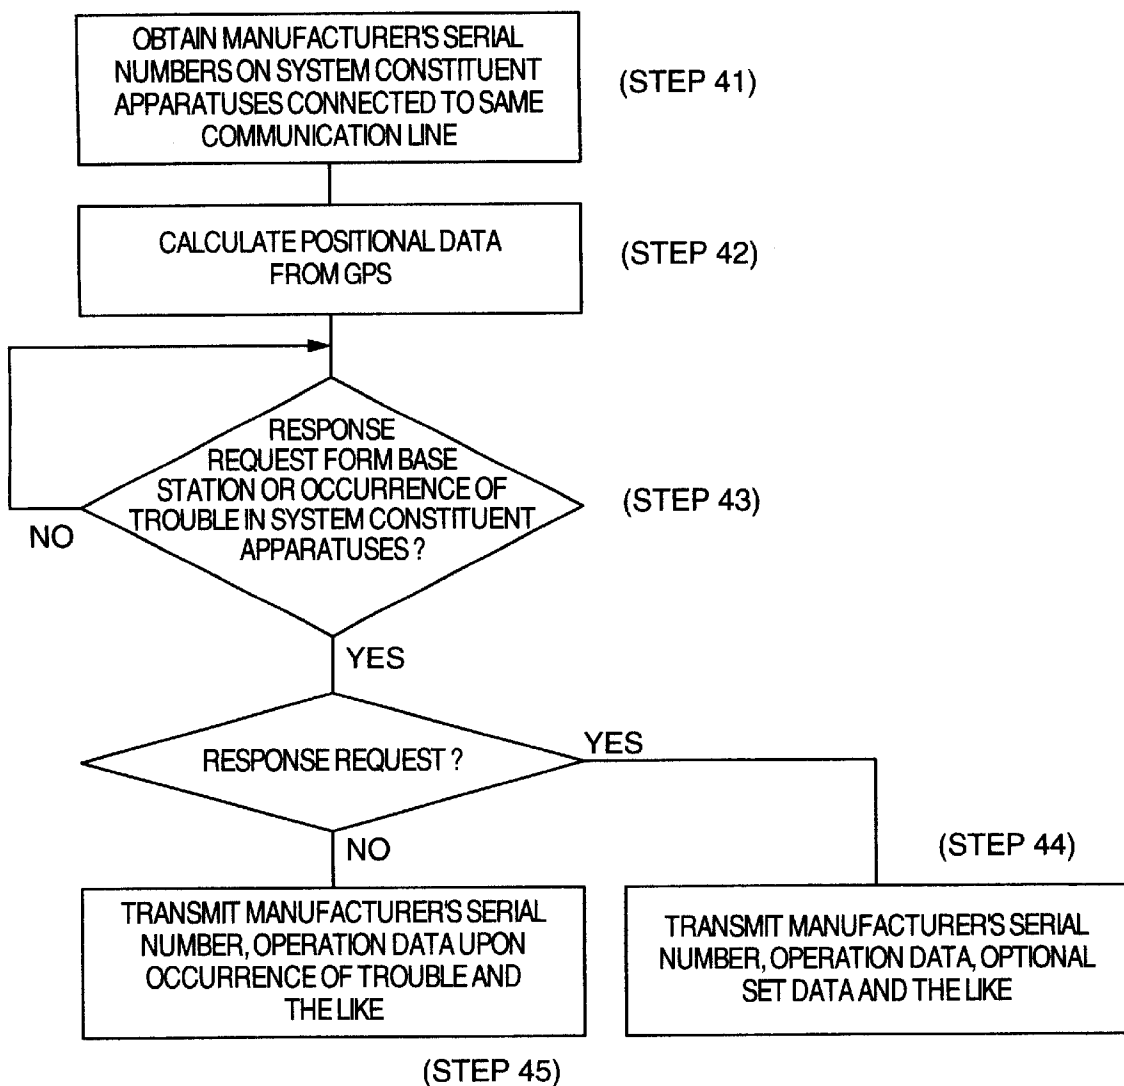 OBTAIN MANUFACTURER'S SERIAL
NUMBERS ON SYSTEM CONSTITUENT
APPARATUSES CONNECTED TO SAME
COMMUNICATION LINE
(STEP 41)
CALCULATE POSITIONAL DATA
FROM GPS
(STEP 42)
RESPONSE
REQUEST FORM BASE
STATION OR OCCURRENCE OF
TROUBLE IN SYSTEM CONSTITUENT
APPARATUSES ?
(STEP 43)
NO
YES
RESPONSE REQUEST ?
YES
NO
(STEP 44)
TRANSMIT MANUFACTURER'S SERIAL
NUMBER, OPERATION DATA UPON
OCCURRENCE OF TROUBLE AND
THE LIKE
(STEP 45)
TRANSMIT MANUFACTURER'S SERIAL
NUMBER, OPERATION DATA, OPTIONAL
SET DATA AND THE LIKE